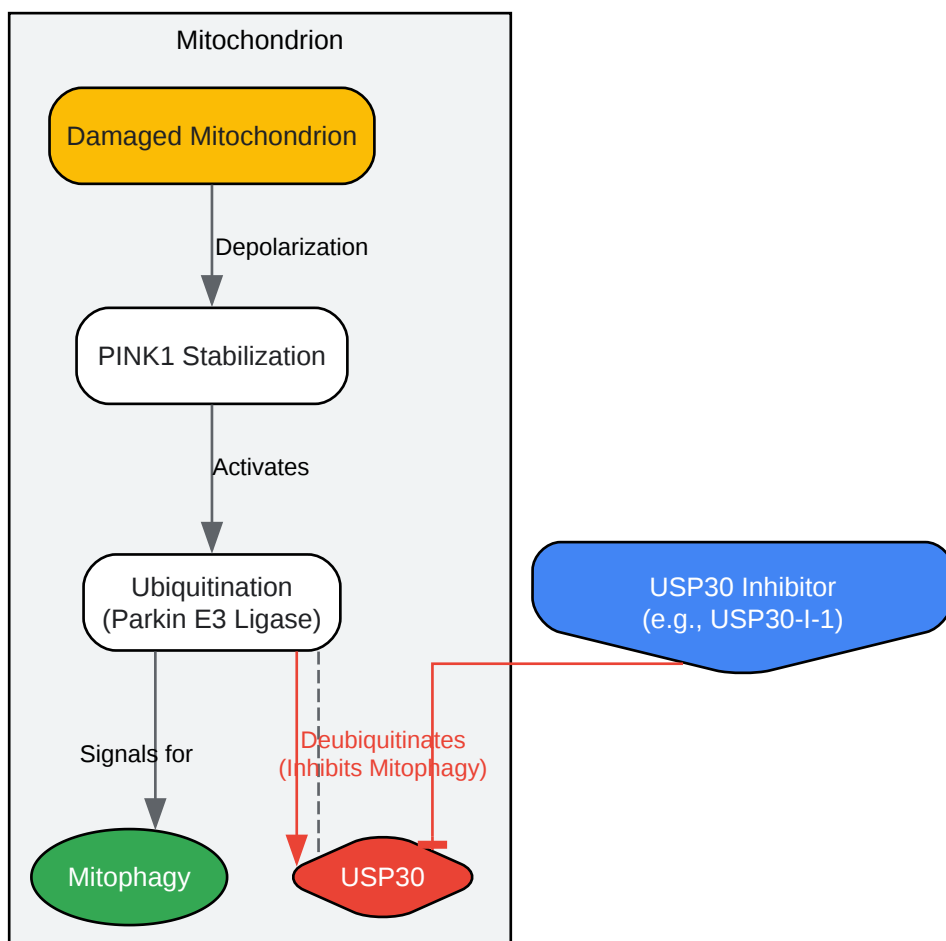 Mitochondrion
Damaged Mitochondrion
Depolarization
PINK1 Stabilization
Activates
Ubiquitination
(Parkin E3 Ligase)
USP30 Inhibitor
(e.g., USP30-I-1)
Signals for
Deubiquitinates
(Inhibits Mitophagy)
Mitophagy
USP30